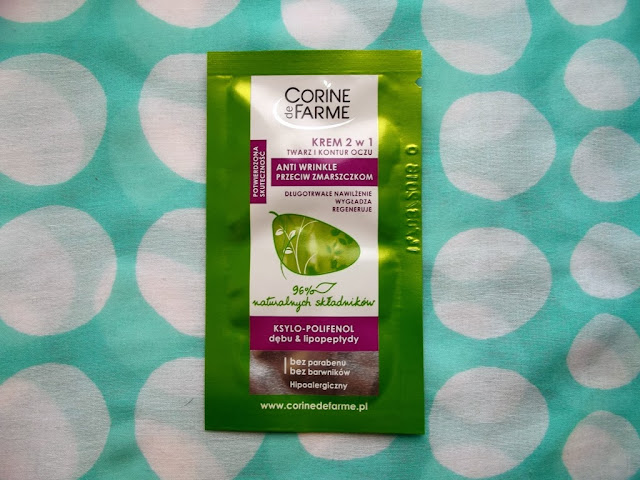 CORINE
de FARME
KREM 2 w 1
TWARZ I KONTUR OCZU
POTWIERDZONA
SKUTECZNOŚĆ
ANTI WRINKLE
PRZECIW ZMARSZCZKOM
DŁUGOTRWAŁE NAWILŻENIE
WYGŁADZA
REGENERUJE
96%
naturalnych składników
KSYLO-POLIFENOL
dębu & lipopeptydy
bez parabenu
bez barwników
Hipoalergiczny
www.corinedefarme.pl